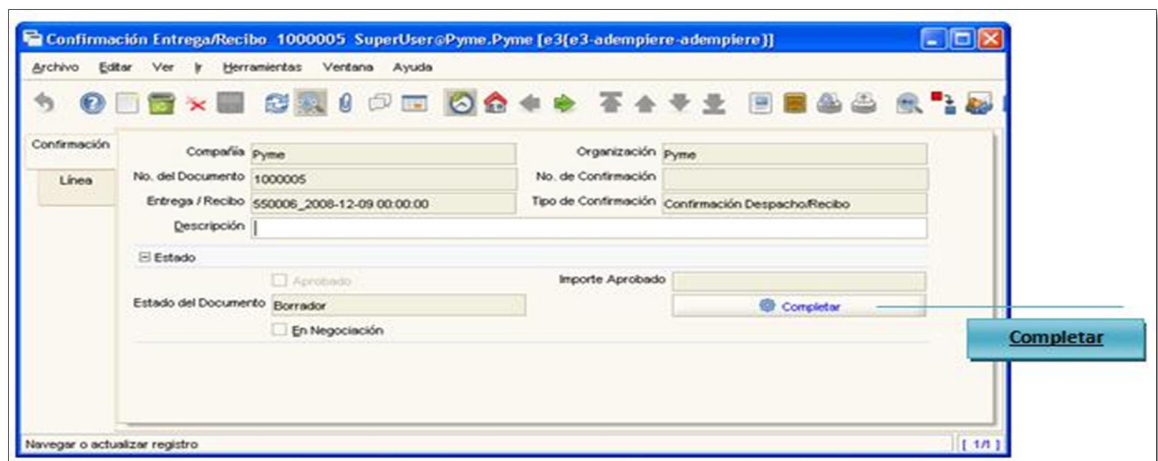 Confirmación Entrega/Recibo 1000005 SuperUser@Pyme.Pyme [e3{e3-adempiere-adempiere}]
Archivo Editar Ver Ir Herramientas Ventana Ayuda
Confirmación
Línea
Compañía Pyme Organización Pyme
No. del Documento 1000005 No. de Confirmación
Entrega / Recibo 550006_2008-12-09 00:00:00 Tipo de Confirmación Confirmación Despacho/Recibo
Descripción
Estado
Aprobado Importe Aprobado
Estado del Documento Borrador Completar
En Negociación
Completar
Navegar o actualizar registro [ 1/1 ]